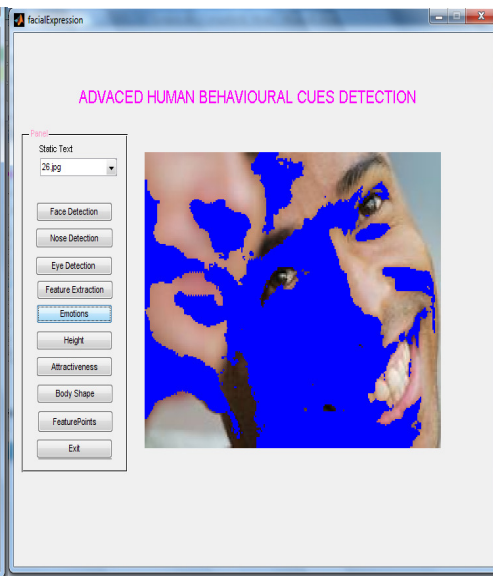 facialExpression
ADVACED HUMAN BEHAVIOURAL CUES DETECTION
Panel
Static Text
26.jpg
Face Detection
Nose Detection
Eye Detection
Feature Extraction
Emotions
Height
Attractiveness
Body Shape
FeaturePoints
Exit